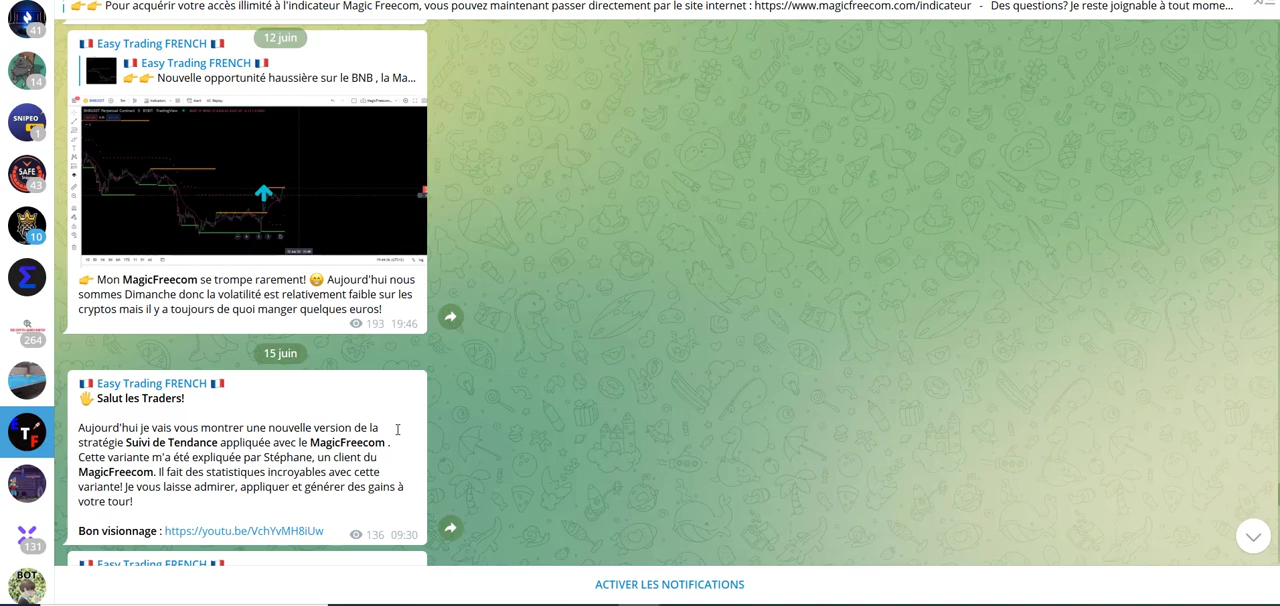 👉👉 Pour acquérir votre accès illimité à l'indicateur Magic Freecom, vous pouvez maintenant passer directement par le site internet : https://www.magicfreecom.com/indicateur - Des questions? Je reste joignable à tout mome...
41
14
SNIPEO
1
SAFE
43
10
264
ETF
131
BOT
12 juin
🇫🇷 Easy Trading FRENCH 🇫🇷
🇫🇷 Easy Trading FRENCH 🇫🇷
👉👉 Nouvelle opportunité haussière sur le BNB , la Ma...
👉 Mon MagicFreecom se trompe rarement! 😁 Aujourd'hui nous
sommes Dimanche donc la volatilité est relativement faible sur les
cryptos mais il y a toujours de quoi manger quelques euros!
193 19:46
15 juin
🇫🇷 Easy Trading FRENCH 🇫🇷
🖐 Salut les Traders!
Aujourd'hui je vais vous montrer une nouvelle version de la
stratégie Suivi de Tendance appliquée avec le MagicFreecom .
Cette variante m'a été expliquée par Stéphane, un client du
MagicFreecom. Il fait des statistiques incroyables avec cette
variante! Je vous laisse admirer, appliquer et générer des gains à
votre tour!
Bon visionnage : https://youtu.be/VchYvMH8iUw
136 09:30
🇫🇷 Easy Trading FRENCH 🇫🇷
ACTIVER LES NOTIFICATIONS